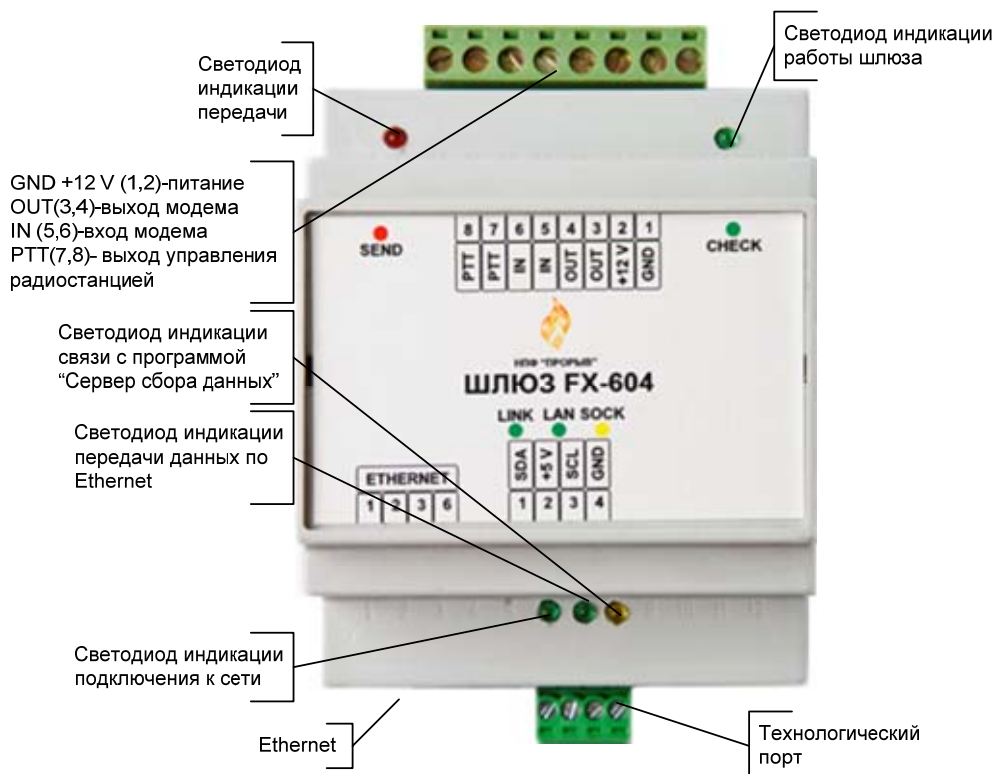 Светодиод
индикации
передачи
Светодиод индикации
работы шлюза
GND +12 V (1,2)-питание
OUT(3,4)-выход модема
IN (5,6)-вход модема
PTT(7,8)- выход управления
радиостанцией
SEND
8 7 6 5 4 3 2 1
PTT PTT IN IN OUT OUT +12 V GND
CHECK
НПФ "ПРОРЫВ"
ШЛЮЗ FX-604
LINK LAN SOCK
SDA +5 V SCL GND
1 2 3 4
ETHERNET
1 2 3 6
Светодиод индикации
связи с программой
“Сервер сбора данных”
Светодиод индикации
передачи данных по
Ethernet
Светодиод индикации
подключения к сети
Ethernet
Технологический
порт